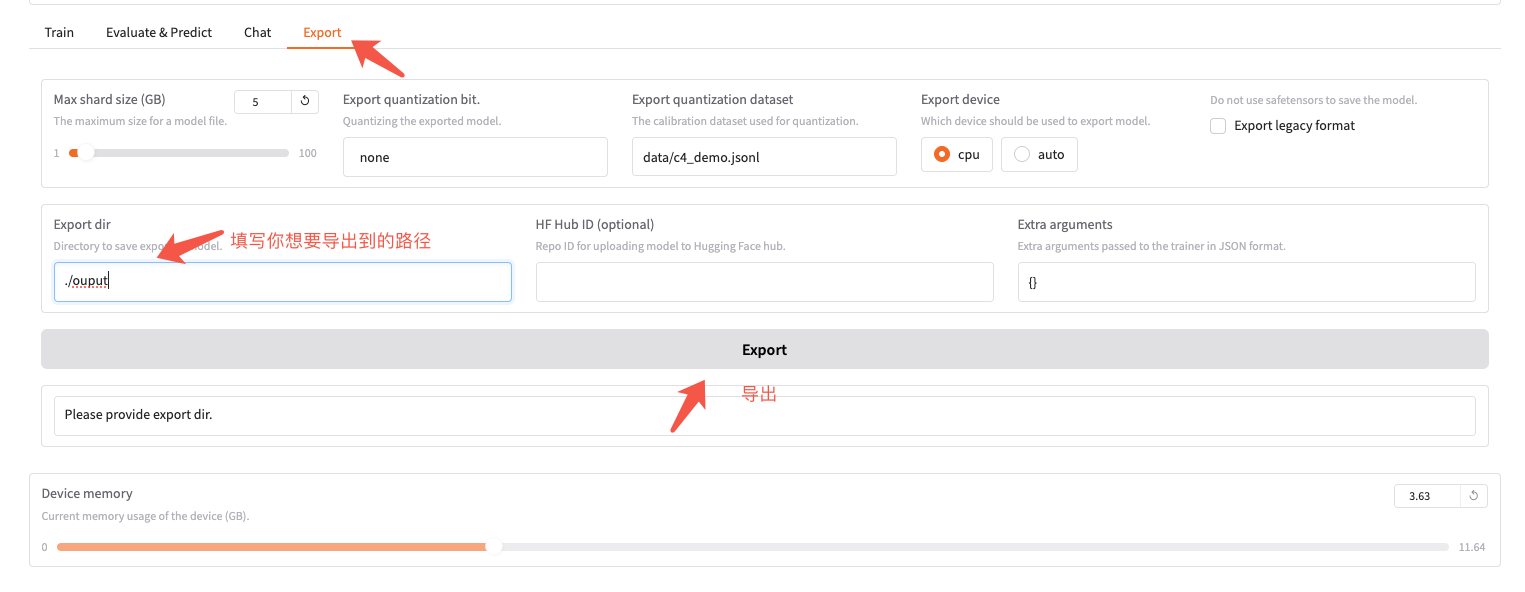 Train Evaluate & Predict Chat Export
Max shard size (GB) 5
The maximum size for a model file.
1 100
Export quantization bit.
Quantizing the exported model.
none
Export quantization dataset
The calibration dataset used for quantization.
data/c4_demo.jsonl
Export device
Which device should be used to export model.
cpu auto
Do not use safetensors to save the model.
Export legacy format
Export dir
Directory to save expo del.
填写你想要导出到的路径
./ouput
HF Hub ID (optional)
Repo ID for uploading model to Hugging Face hub.
Extra arguments
Extra arguments passed to the trainer in JSON format.
{}
Export
导出
Please provide export dir.
Device memory
3.63
Current memory usage of the device (GB).
0 11.64